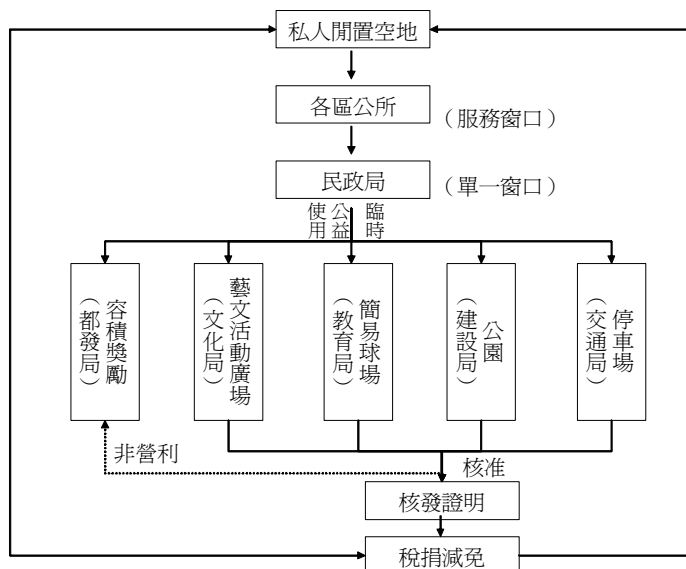 私人閒置空地
各區公所
（服務窗口）
民政局
（單一窗口）
臨時
公益
使用
容積獎勵
（都發局）
藝文活動廣場
（文化局）
簡易球場
（教育局）
公園
（建設局）
停車場
（交通局）
非營利
核准
核發證明
稅捐減免